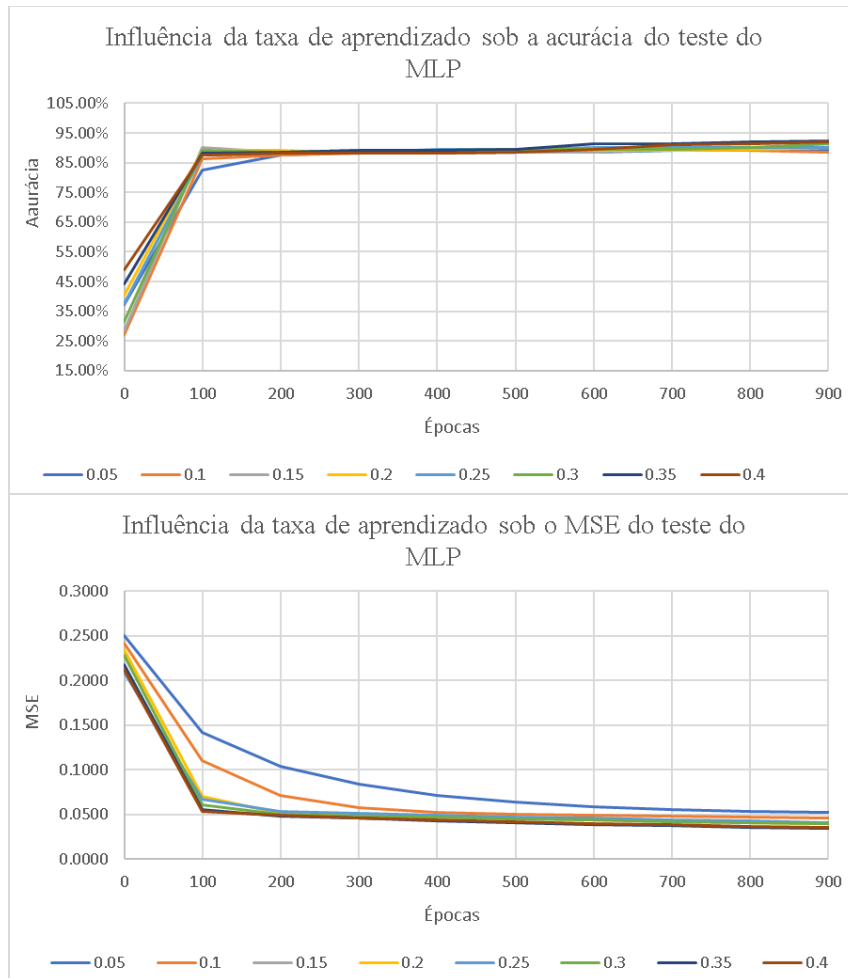 Influência da taxa de aprendizado sob a acurácia do teste do
MLP
105.00%
95.00%
85.00%
75.00%
65.00%
55.00%
45.00%
35.00%
25.00%
15.00%
Aaurácia
0 100 200 300 400 500 600 700 800 900
Épocas
0.05 0.1 0.15 0.2 0.25 0.3 0.35 0.4
Influência da taxa de aprendizado sob o MSE do teste do
MLP
0.3000
0.2500
0.2000
0.1500
0.1000
0.0500
0.0000
MSE
0 100 200 300 400 500 600 700 800 900
Épocas
0.05 0.1 0.15 0.2 0.25 0.3 0.35 0.4